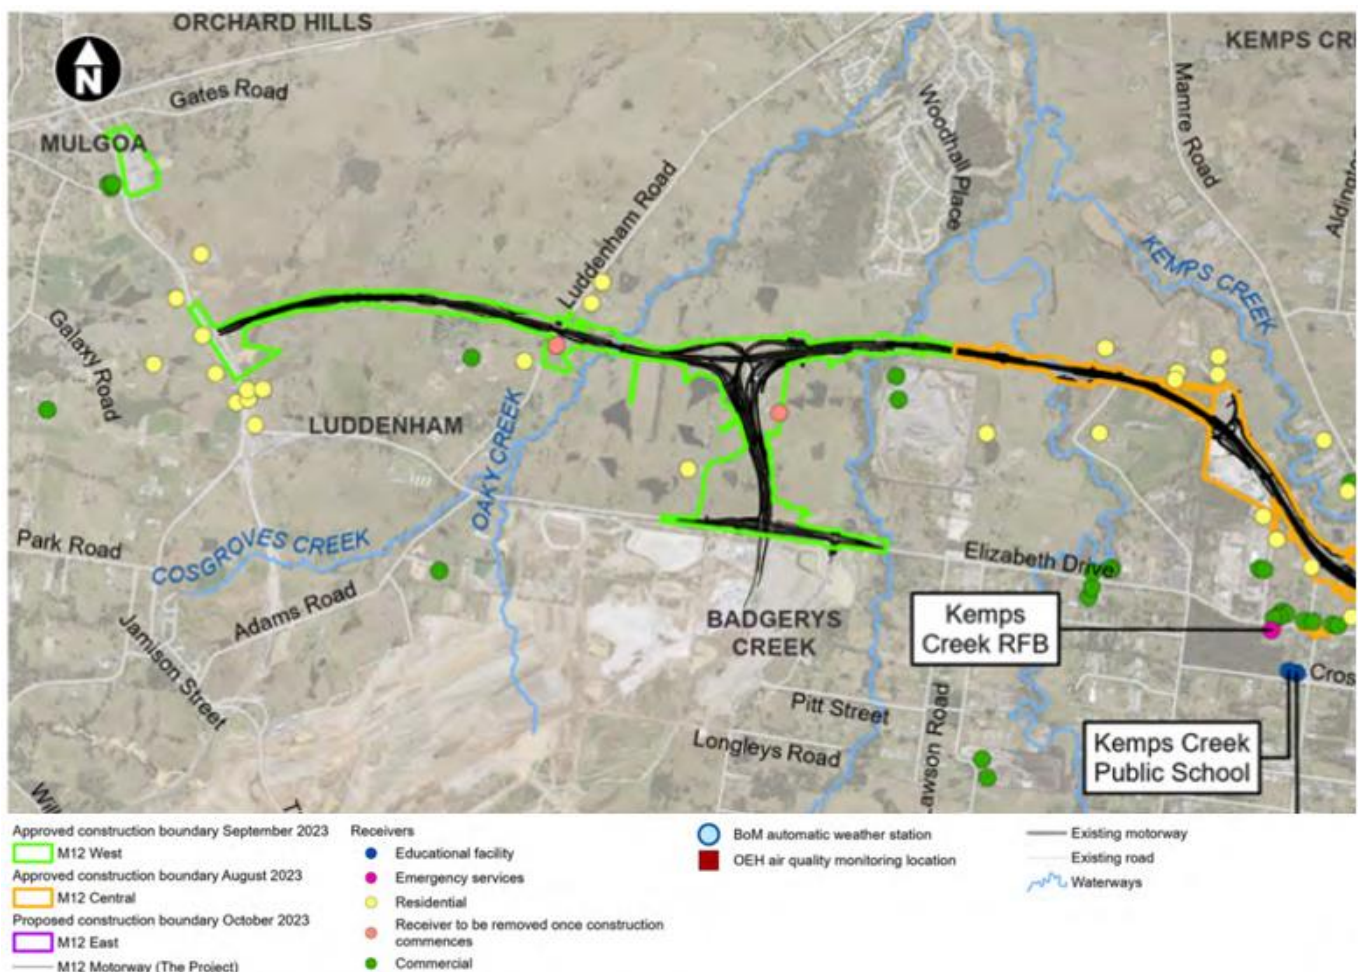 ORCHARD HILLS
KEMPS CR
N
Gates Road
MULGOA
Mamre Road
Woodhall Place
Luddenham Road
KEMPS CREEK
Galaxy Road
LUDDENHAM
OAKY CREEK
COSGROVES CREEK
Park Road
Elizabeth Drive
Adams Road
Jamison Street
BADGERYS
CREEK
Kemps
Creek RFB
Cros
Pitt Street
Lawson Road
Longleys Road
Kemps Creek
Public School
Approved construction boundary September 2023
M12 West
Approved construction boundary August 2023
M12 Central
Proposed construction boundary October 2023
M12 East
M12 Motorway (The Project)
Receivers
Educational facility
Emergency services
Residential
Receiver to be removed once construction
commences
Commercial
BoM automatic weather station
OEH air quality monitoring location
Existing motorway
Existing road
Waterways